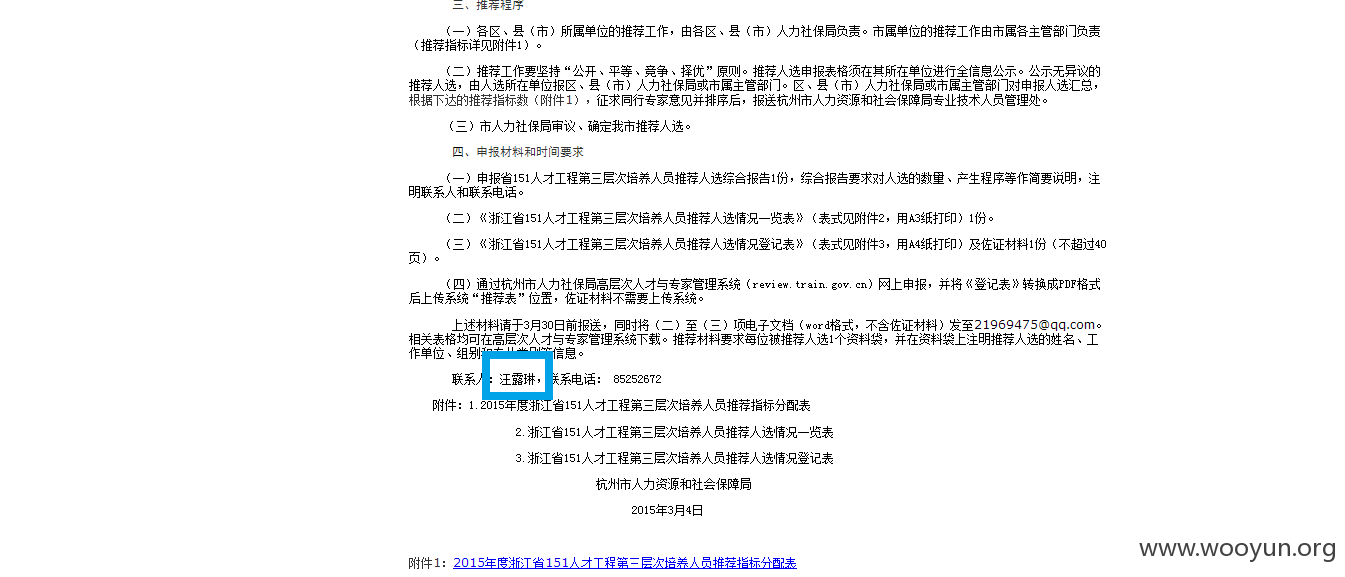 三、推荐程序
（一）各区、县（市）所属单位的推荐工作，由各区、县（市）人力社保局负责。市属单位的推荐工作由市属各主管部门负责
（推荐指标详见附件1）。
（二）推荐工作要坚持“公开、平等、竞争、择优”原则。推荐人选申报表格须在其所在单位进行全信息公示。公示无异议的
推荐人选，由人选所在单位报区、县（市）人力社保局或市属主管部门。区、县（市）人力社保局或市属主管部门对申报人选汇总，
根据下达的推荐指标数（附件1），征求同行专家意见并排序后，报送杭州市人力资源和社会保障局专业技术人员管理处。
（三）市人力社保局审议、确定我市推荐人选。
四、申报材料和时间要求
（一）申报省151人才工程第三层次培养人员推荐人选综合报告1份，综合报告要求对人选的数量、产生程序等作简要说明，注
明联系人和联系电话。
（二）《浙江省151人才工程第三层次培养人员推荐人选情况一览表》（表式见附件2，用A3纸打印）1份。
（三）《浙江省151人才工程第三层次培养人员推荐人选情况登记表》（表式见附件3，用A4纸打印）及佐证材料1份（不超过40
页）。
（四）通过杭州市人力社保局高层次人才与专家管理系统（review.train.gov.cn）网上申报，并将《登记表》转换成PDF格式
后上传系统“推荐表”位置，佐证材料不需要上传系统。
上述材料请于3月30日前报送，同时将（二）至（三）项电子文档（word格式，不含佐证材料）发至21969475@qq.com。
相关表格均可在高层次人才与专家管理系统下载。推荐材料要求每位被推荐人选1个资料袋，并在资料袋上注明推荐人选的姓名、工
作单位、组别和专业类别等信息。
联系人：汪露琳，联系电话： 85252672
附件：1.2015年度浙江省151人才工程第三层次培养人员推荐指标分配表
2.浙江省151人才工程第三层次培养人员推荐人选情况一览表
3.浙江省151人才工程第三层次培养人员推荐人选情况登记表
杭州市人力资源和社会保障局
2015年3月4日
www.wooyun.org
附件1：2015年度浙江省151人才工程第三层次培养人员推荐指标分配表